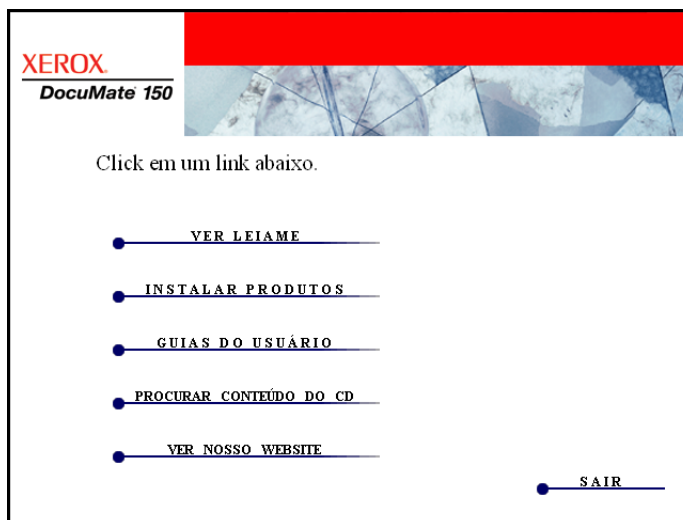 XEROX.
DocuMate 150
Click em um link abaixo.
VER LEIAME
INSTALAR PRODUTOS
GUIAS DO USUÁRIO
PROCURAR CONTEÚDO DO CD
VER NOSSO WEBSITE
SAIR